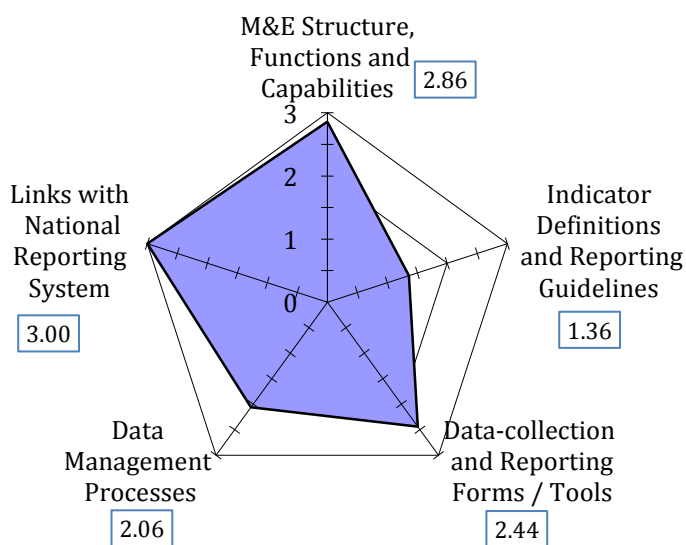 M&E Structure,
Functions and
Capabilities
2.86
3
2
1
0
Indicator
Definitions
and Reporting
Guidelines
1.36
Data-collection
and Reporting
Forms / Tools
2.44
Data
Management
Processes
2.06
Links with
National
Reporting
System
3.00